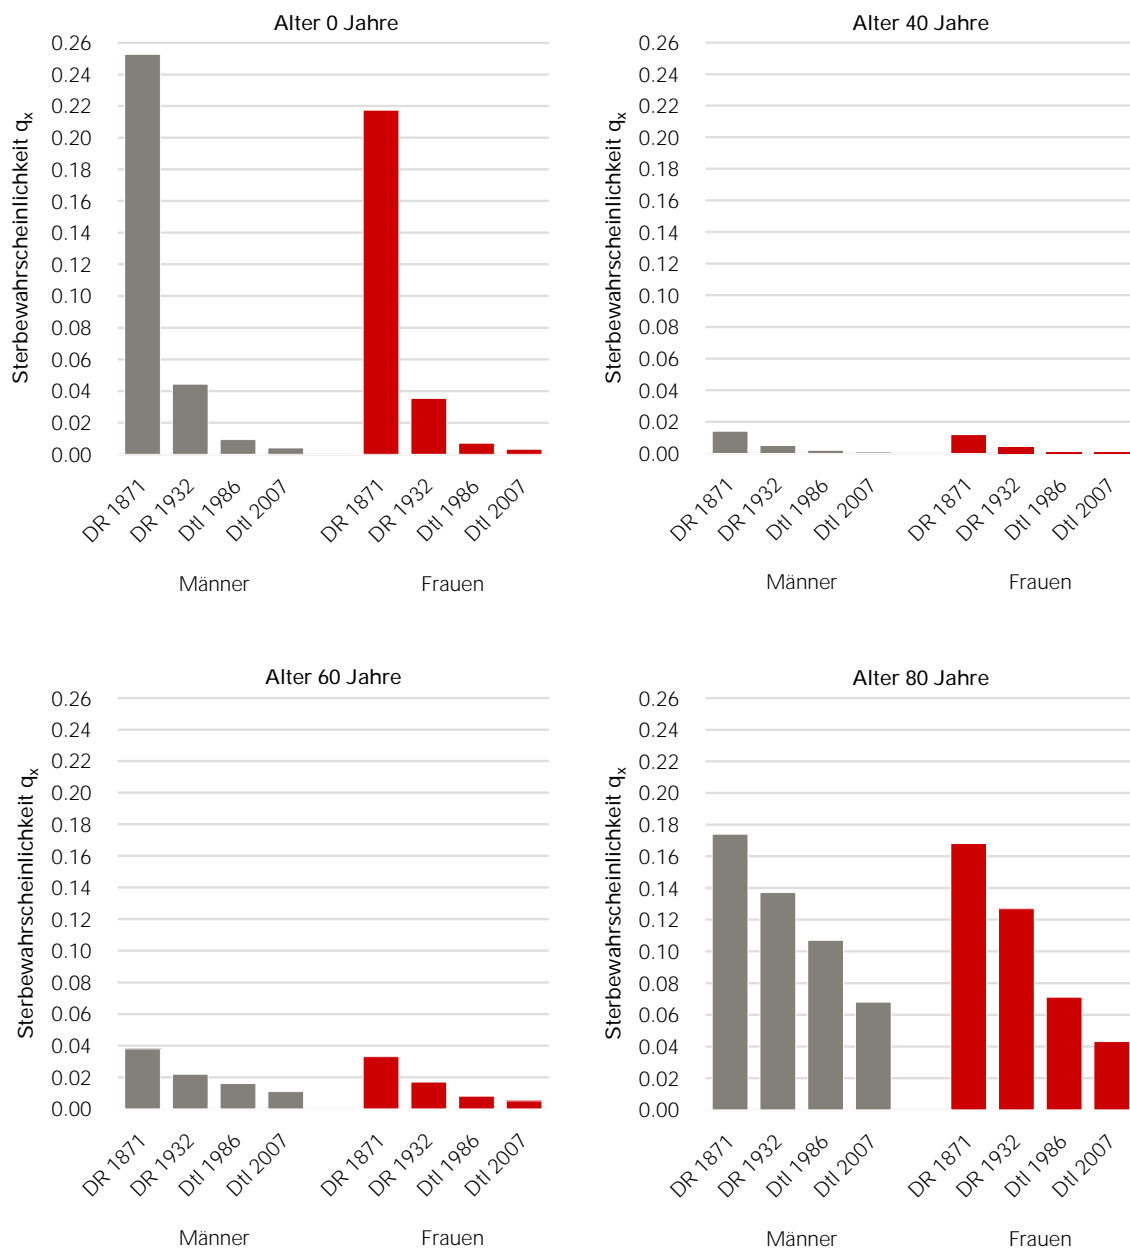 Alter 0 Jahre
Sterbewahrscheinlichkeit qx
0.26
0.24
0.22
0.20
0.18
0.16
0.14
0.12
0.10
0.08
0.06
0.04
0.02
0.00
DR 1871
DR 1932
Dtl 1986
Dtl 2007
DR 1871
DR 1932
Dtl 1986
Dtl 2007
Männer
Frauen
Alter 40 Jahre
Sterbewahrscheinlichkeit qx
0.26
0.24
0.22
0.20
0.18
0.16
0.14
0.12
0.10
0.08
0.06
0.04
0.02
0.00
DR 1871
DR 1932
Dtl 1986
Dtl 2007
DR 1871
DR 1932
Dtl 1986
Dtl 2007
Männer
Frauen
Alter 60 Jahre
Sterbewahrscheinlichkeit qx
0.26
0.24
0.22
0.20
0.18
0.16
0.14
0.12
0.10
0.08
0.06
0.04
0.02
0.00
DR 1871
DR 1932
Dtl 1986
Dtl 2007
DR 1871
DR 1932
Dtl 1986
Dtl 2007
Männer
Frauen
Alter 80 Jahre
Sterbewahrscheinlichkeit qx
0.26
0.24
0.22
0.20
0.18
0.16
0.14
0.12
0.10
0.08
0.06
0.04
0.02
0.00
DR 1871
DR 1932
Dtl 1986
Dtl 2007
DR 1871
DR 1932
Dtl 1986
Dtl 2007
Männer
Frauen